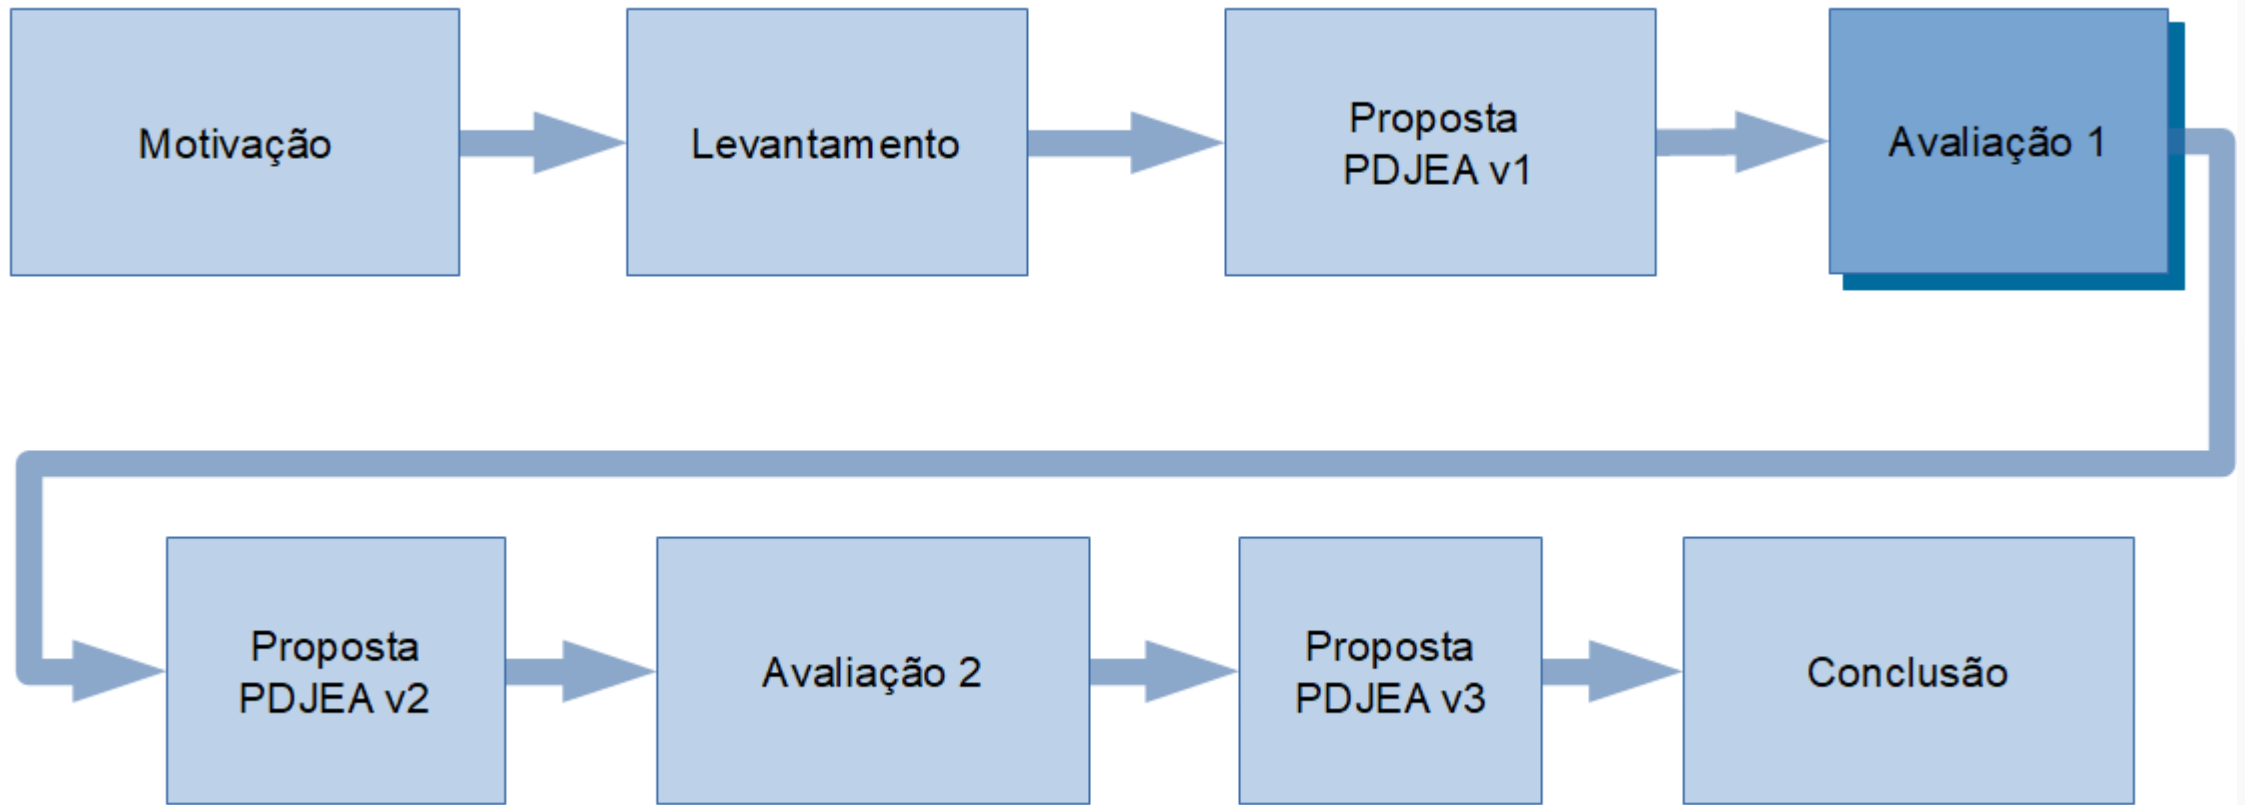 Motivação
Levantamento
Proposta
PDJEA v1
Avaliação 1
Proposta
PDJEA v2
Avaliação 2
Proposta
PDJEA v3
Conclusão